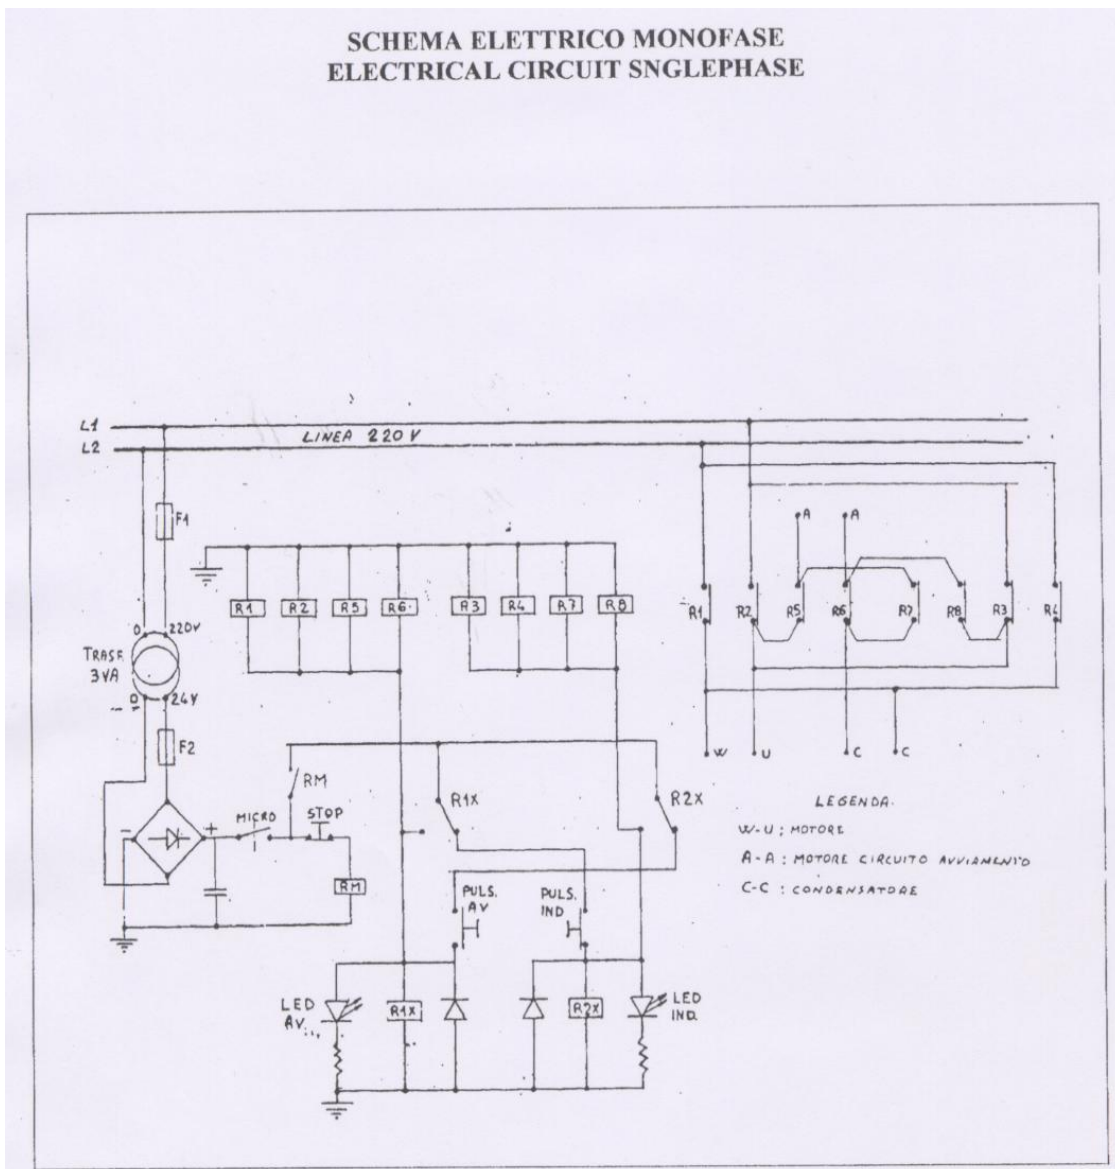 SCHEMA ELETTRICO MONOFASE
ELECTRICAL CIRCUIT SNGLEPHASE
L1
LINEA 220 V
L2
F1
A A
R1 R2 R5 R6 R3 R4 R7 R8
R1 R2 R5 R6 R7 R8 R3 R4
0 220V
TRASF.
3VA
0 24V
F2
W U C C
RM
R1X
R2X
LEGENDA.
W-U: MOTORE
A-A: MOTORE CIRCUITO AVVIAMENTO
C-C: CONDENSATORE
- +
MICRO
STOP
RM
PULS.
AV
PULS.
IND
LED
AV.
R1X
R2X
LED
IND.